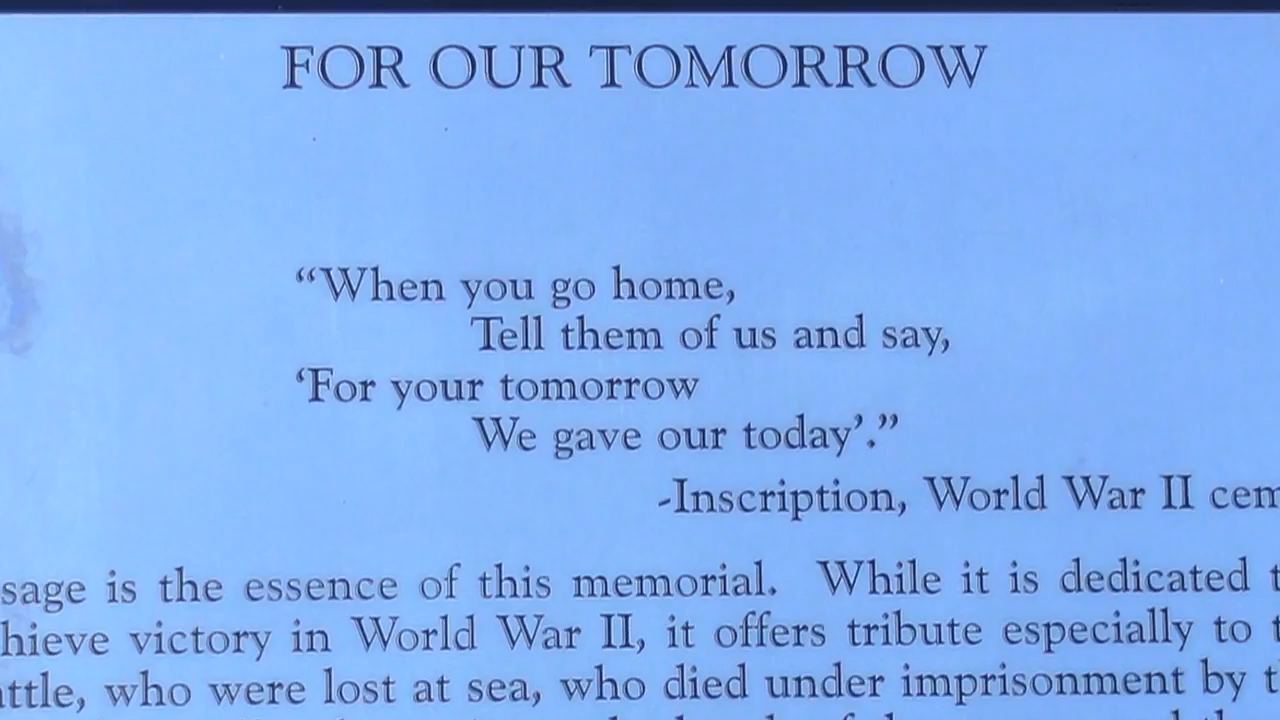 FOR OUR TOMORROW
“When you go home,
Tell them of us and say,
‘For your tomorrow
We gave our today’.”
-Inscription, World War II cem
sage is the essence of this memorial. While it is dedicated t
hieve victory in World War II, it offers tribute especially to t
ttle, who were lost at sea, who died under imprisonment by t